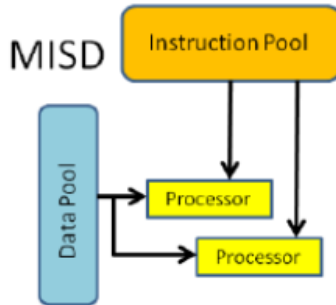 MISD
Instruction Pool
Data Pool
Processor
Processor